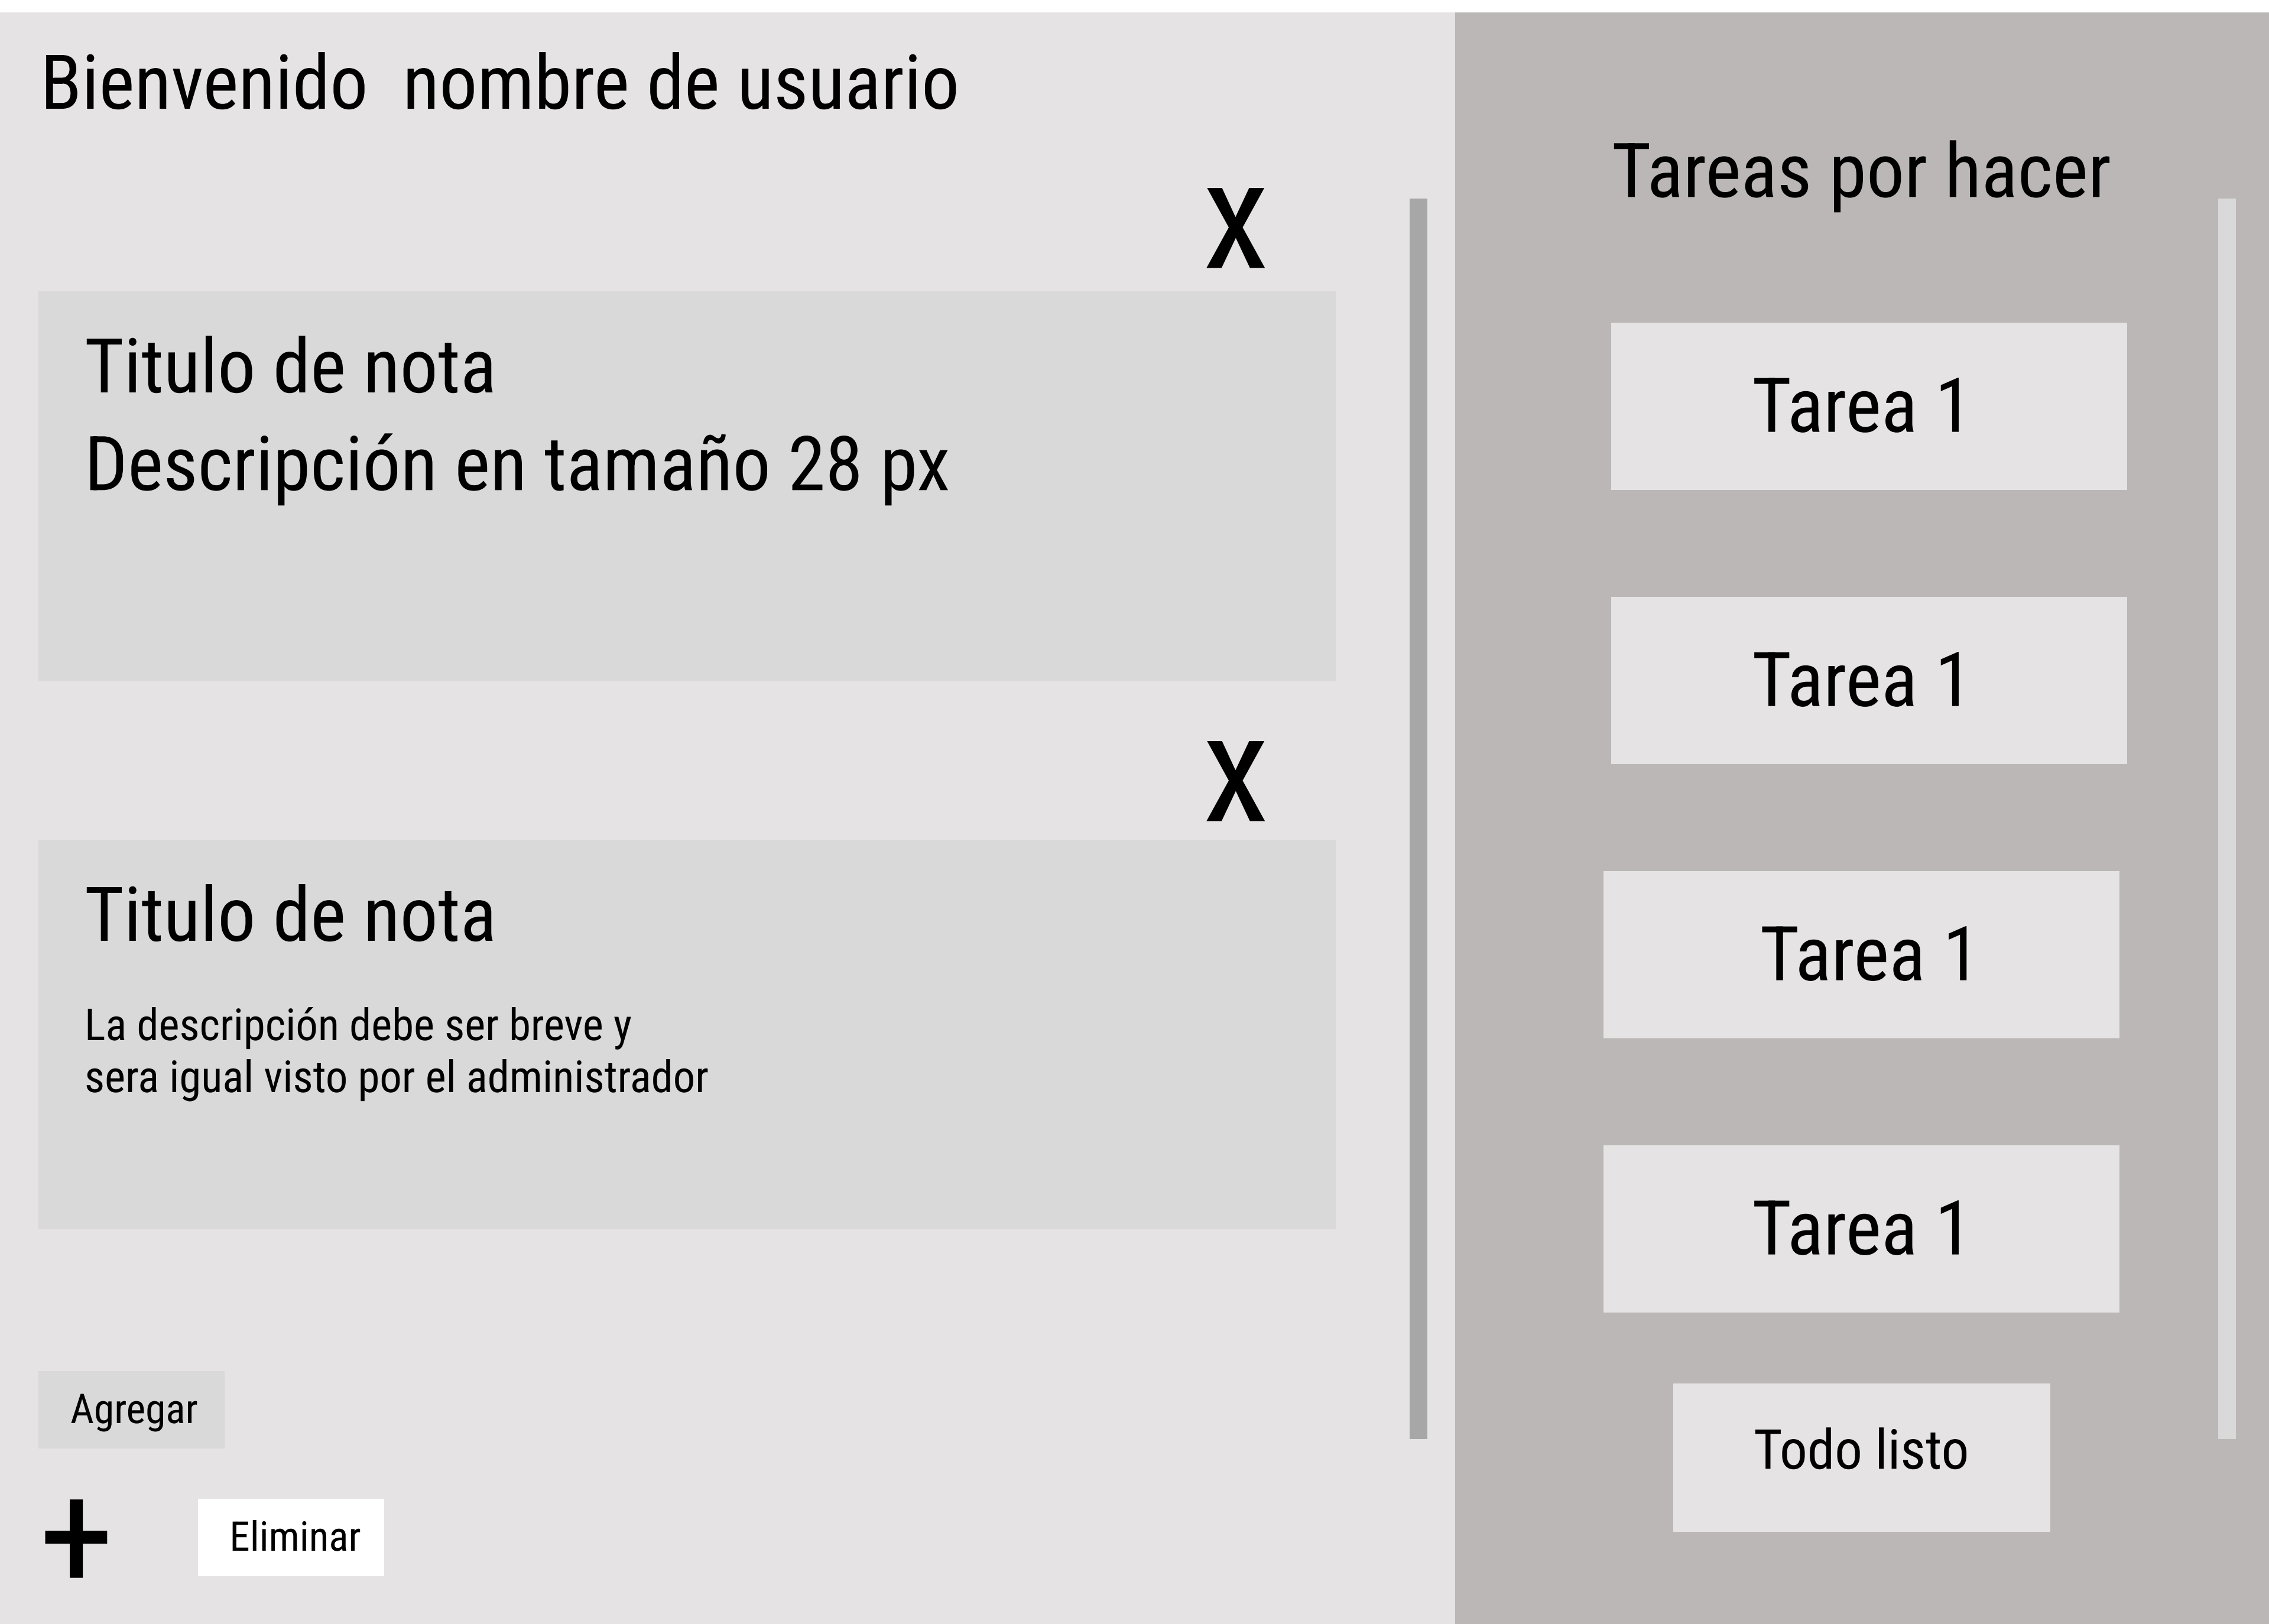 Bienvenido  nombre de usuario
X
Titulo de nota
Descripción en tamaño 28 px
X
Titulo de nota
La descripción debe ser breve y
sera igual visto por el administrador
Agregar
+
Eliminar
Tareas por hacer
Tarea 1
Tarea 1
Tarea 1
Tarea 1
Todo listo